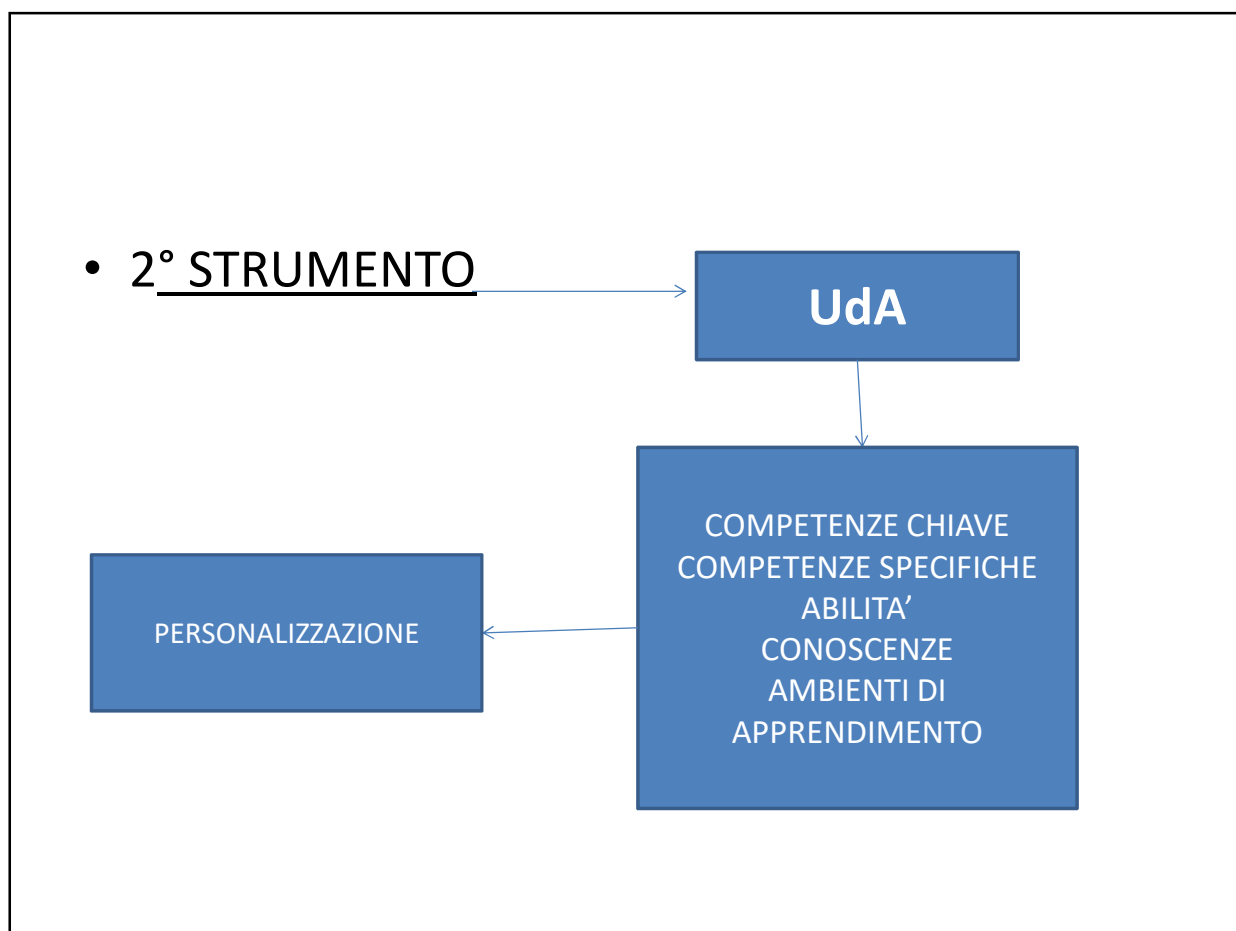 • 2° STRUMENTO
UdA
COMPETENZE CHIAVE
COMPETENZE SPECIFICHE
ABILITA’
CONOSCENZE
AMBIENTI DI
APPRENDIMENTO
PERSONALIZZAZIONE